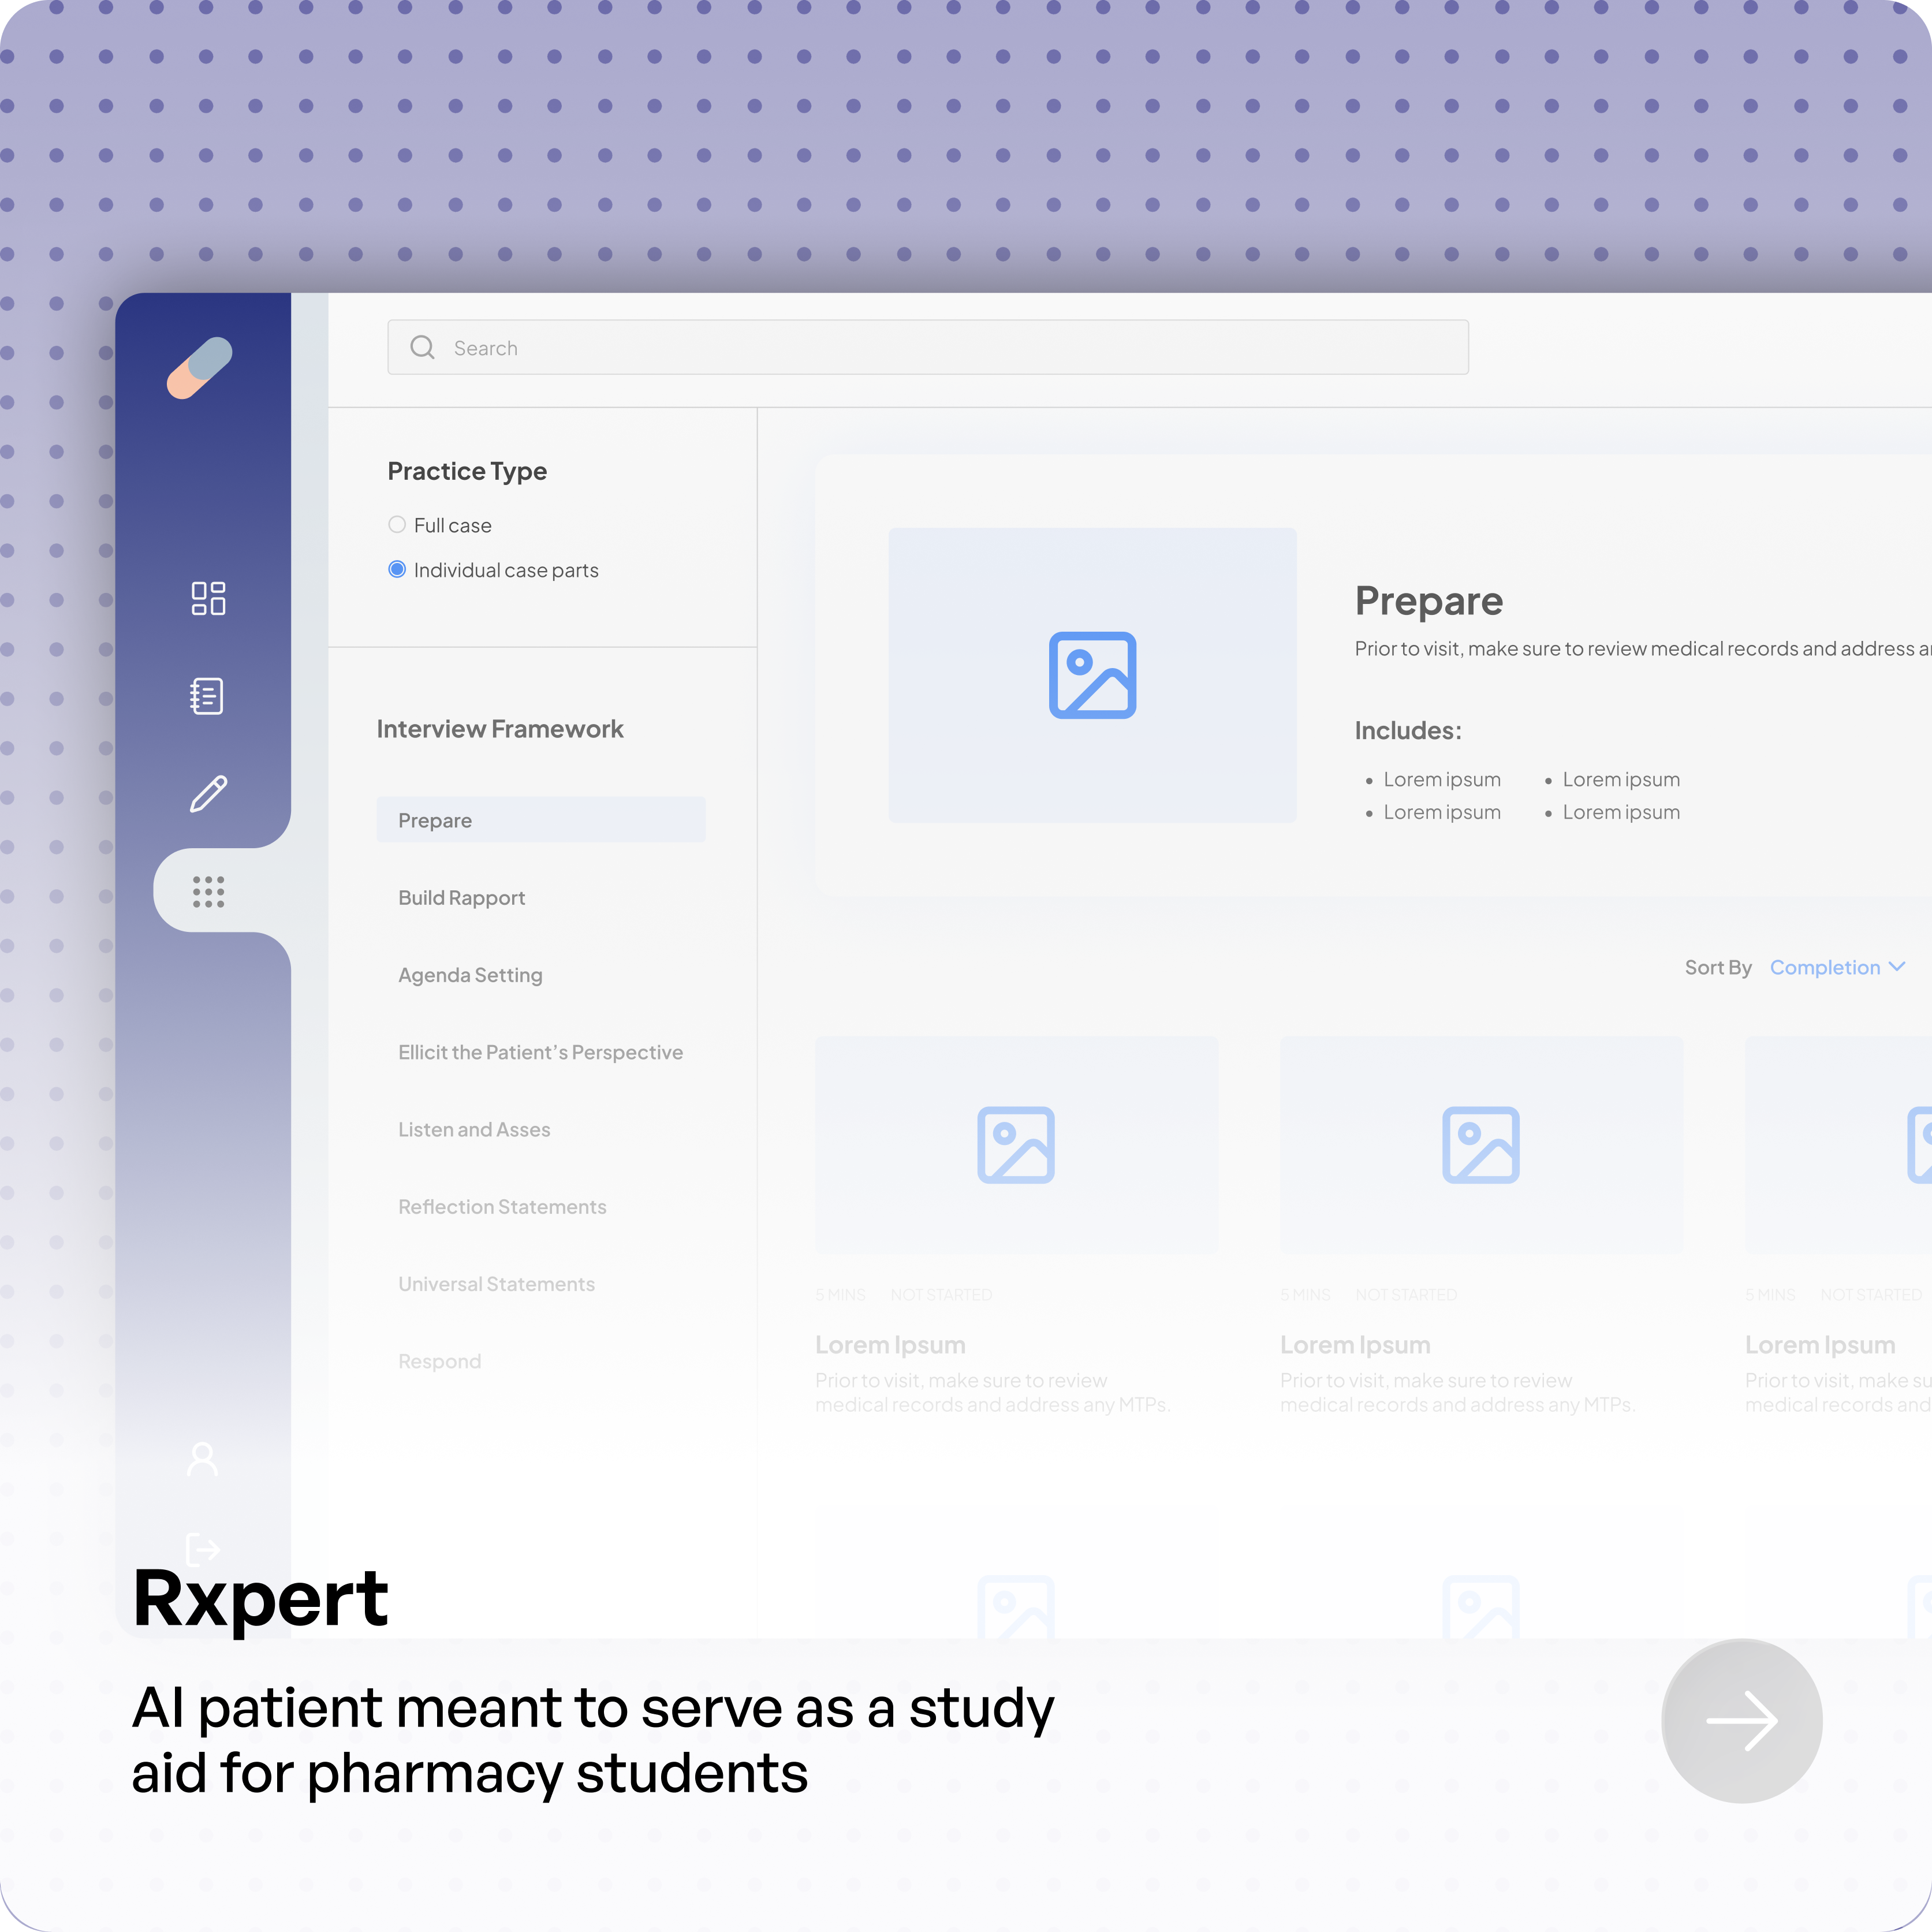 Search
Practice Type
Full case
Individual case parts
Interview Framework
Prepare
Build Rapport
Agenda Setting
Ellicit the Patient's Perspective
Listen and Asses
Reflection Statements
Universal Statements
Respond
Prepare
Prior to visit, make sure to review medical records and address
Includes:
• Lorem ipsum • Lorem ipsum
• Lorem ipsum • Lorem ipsum
Sort By Completion
5 MINS NOT STARTED
Lorem Ipsum
Prior to visit, make sure to review
medical records and address any MTPs.
5 MINS NOT STARTED
Lorem Ipsum
Prior to visit, make sure to review
medical records and address any MTPs.
5 MINS NOT STARTED
Lorem Ipsum
Prior to visit, make
medical records and
Rxpert
AI patient meant to serve as a study
aid for pharmacy students